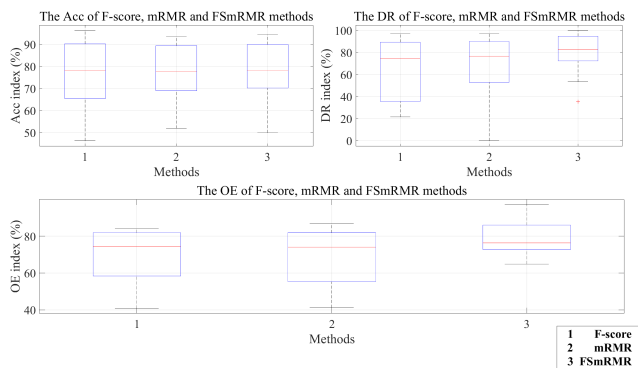 The Acc of F-score, mRMR and FSmRMR methods
Acc index (%)
90
80
70
60
50
1 2 3
Methods
The DR of F-score, mRMR and FSmRMR methods
DR index (%)
100
80
60
40
20
0
1 2 3
Methods
The OE of F-score, mRMR and FSmRMR methods
OE index (%)
80
60
40
1 2 3
Methods
1 F-score
2 mRMR
3 FSmRMR